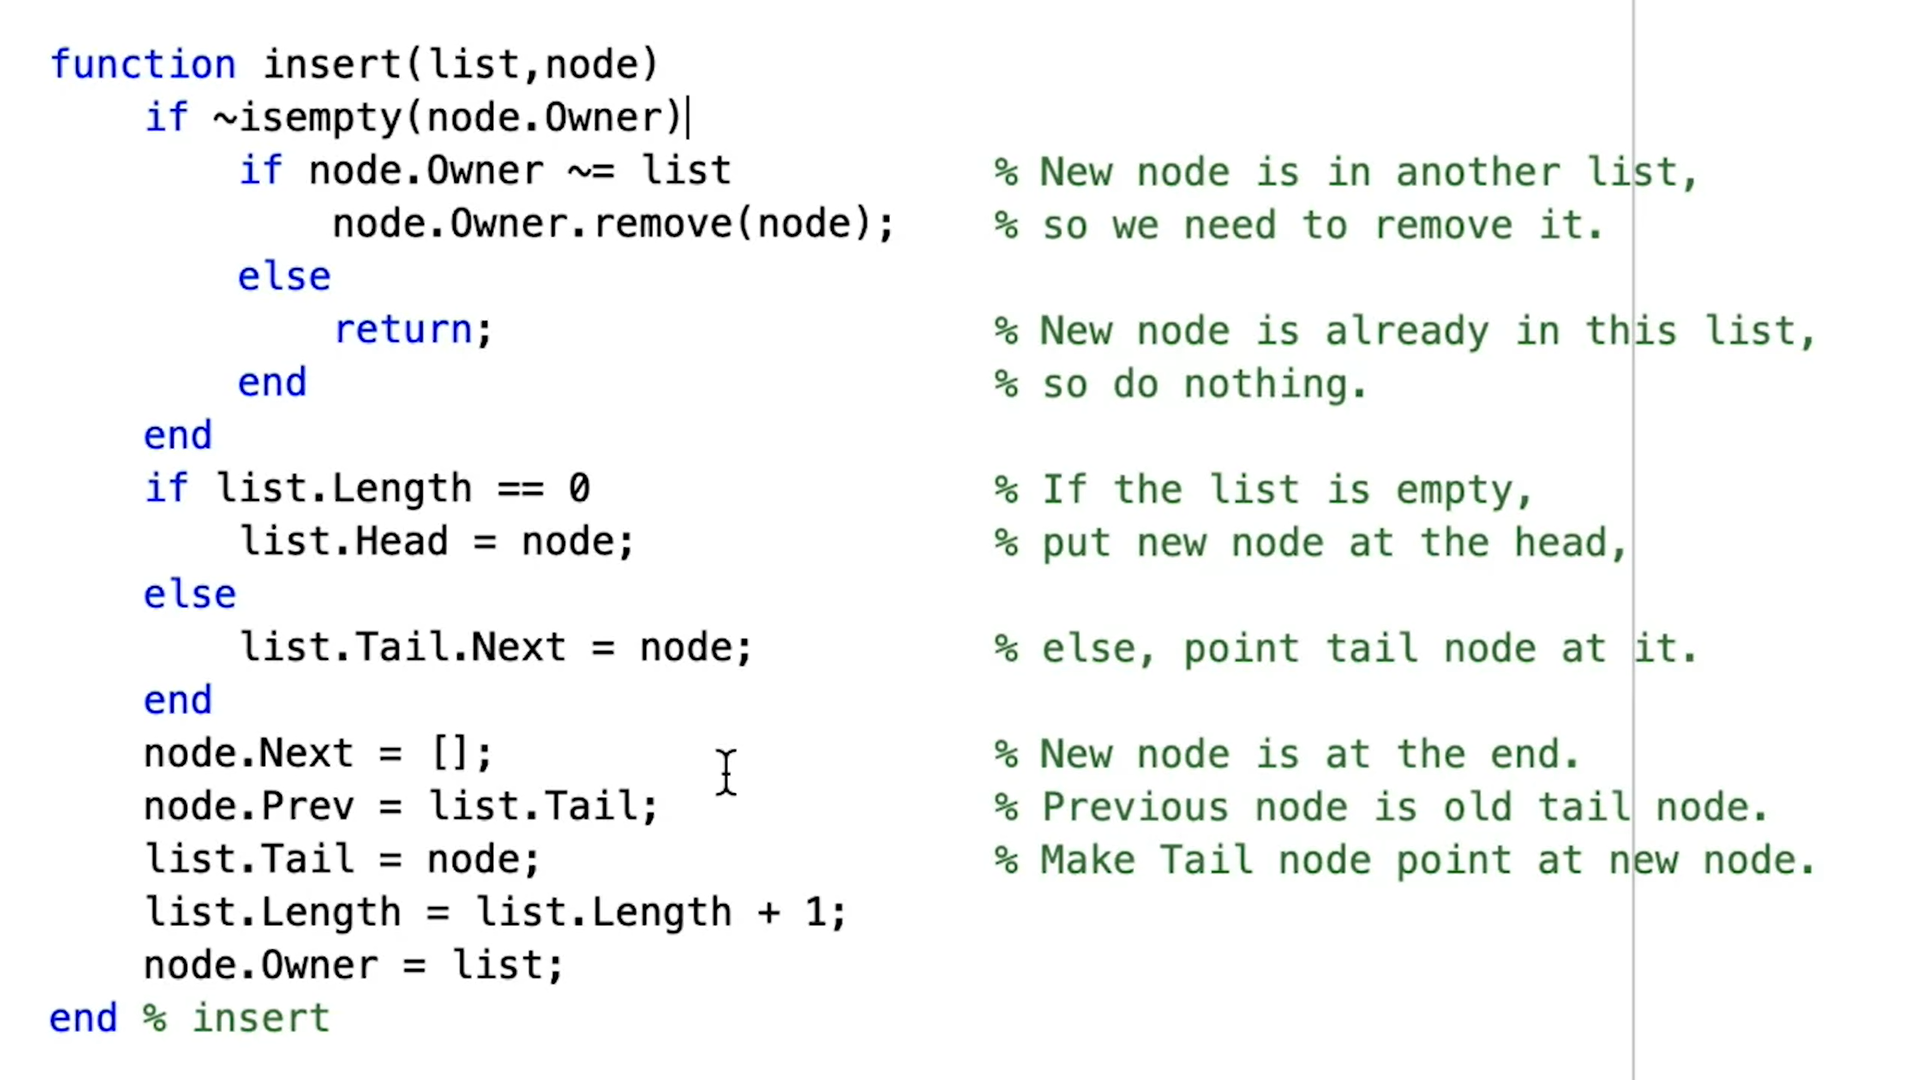 function insert(list,node)
if ~isempty(node.Owner)
if node.Owner ~= list % New node is in another list,
node.Owner.remove(node); % so we need to remove it.
else
return; % New node is already in this list,
end % so do nothing.
end
if list.Length == 0 % If the list is empty,
list.Head = node; % put new node at the head,
else
list.Tail.Next = node; % else, point tail node at it.
end
node.Next = []; % New node is at the end.
node.Prev = list.Tail; % Previous node is old tail node.
list.Tail = node; % Make Tail node point at new node.
list.Length = list.Length + 1;
node.Owner = list;
end % insert